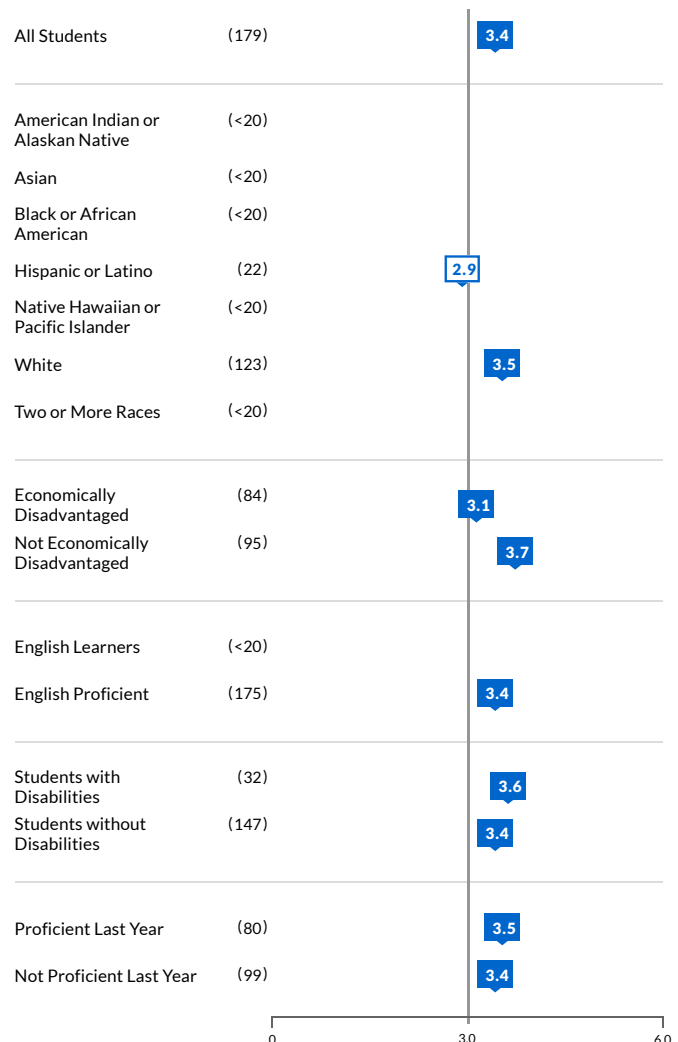 All Students (179) 3.4
American Indian or (<20)
Alaskan Native
Asian (<20)
Black or African (<20)
American
Hispanic or Latino (22) 2.9
Native Hawaiian or (<20)
Pacific Islander
White (123) 3.5
Two or More Races (<20)
Economically (84) 3.1
Disadvantaged
Not Economically (95) 3.7
Disadvantaged
English Learners (<20)
English Proficient (175) 3.4
Students with (32) 3.6
Disabilities
Students without (147) 3.4
Disabilities
Proficient Last Year (80) 3.5
Not Proficient Last Year (99) 3.4
0 3.0 6.0